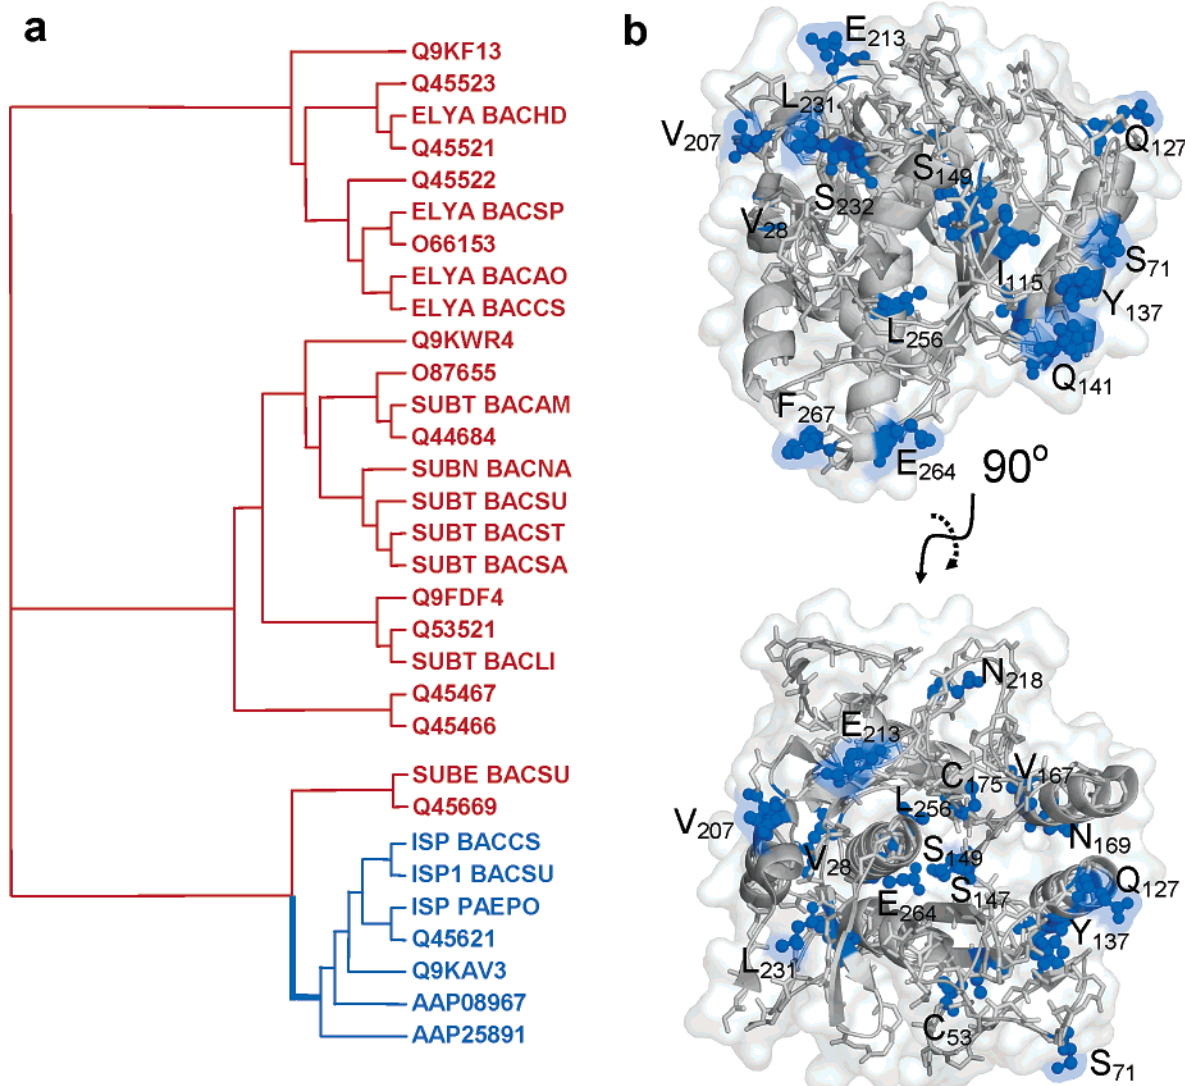 a
Q9KF13
Q45523
ELYA BACHD
Q45521
Q45522
ELYA BACSP
O66153
ELYA BACAO
ELYA BACCS
Q9KWR4
O87655
SUBT BACAM
Q44684
SUBN BACNA
SUBT BACSU
SUBT BACST
SUBT BACSA
Q9FDF4
Q53521
SUBT BACLI
Q45467
Q45466
SUBE BACSU
Q45669
ISP BACCS
ISP1 BACSU
ISP PAEPO
Q45621
Q9KAV3
AAP08967
AAP25891
b
E213
L231
V207
Q127
S149
S232
V28
I115
S71
Y137
L256
Q141
F267
E264
90°
N218
E213
C175
V167
L256
V207
N169
V28
S149
S147
Q127
E264
Y137
L231
C53
S71